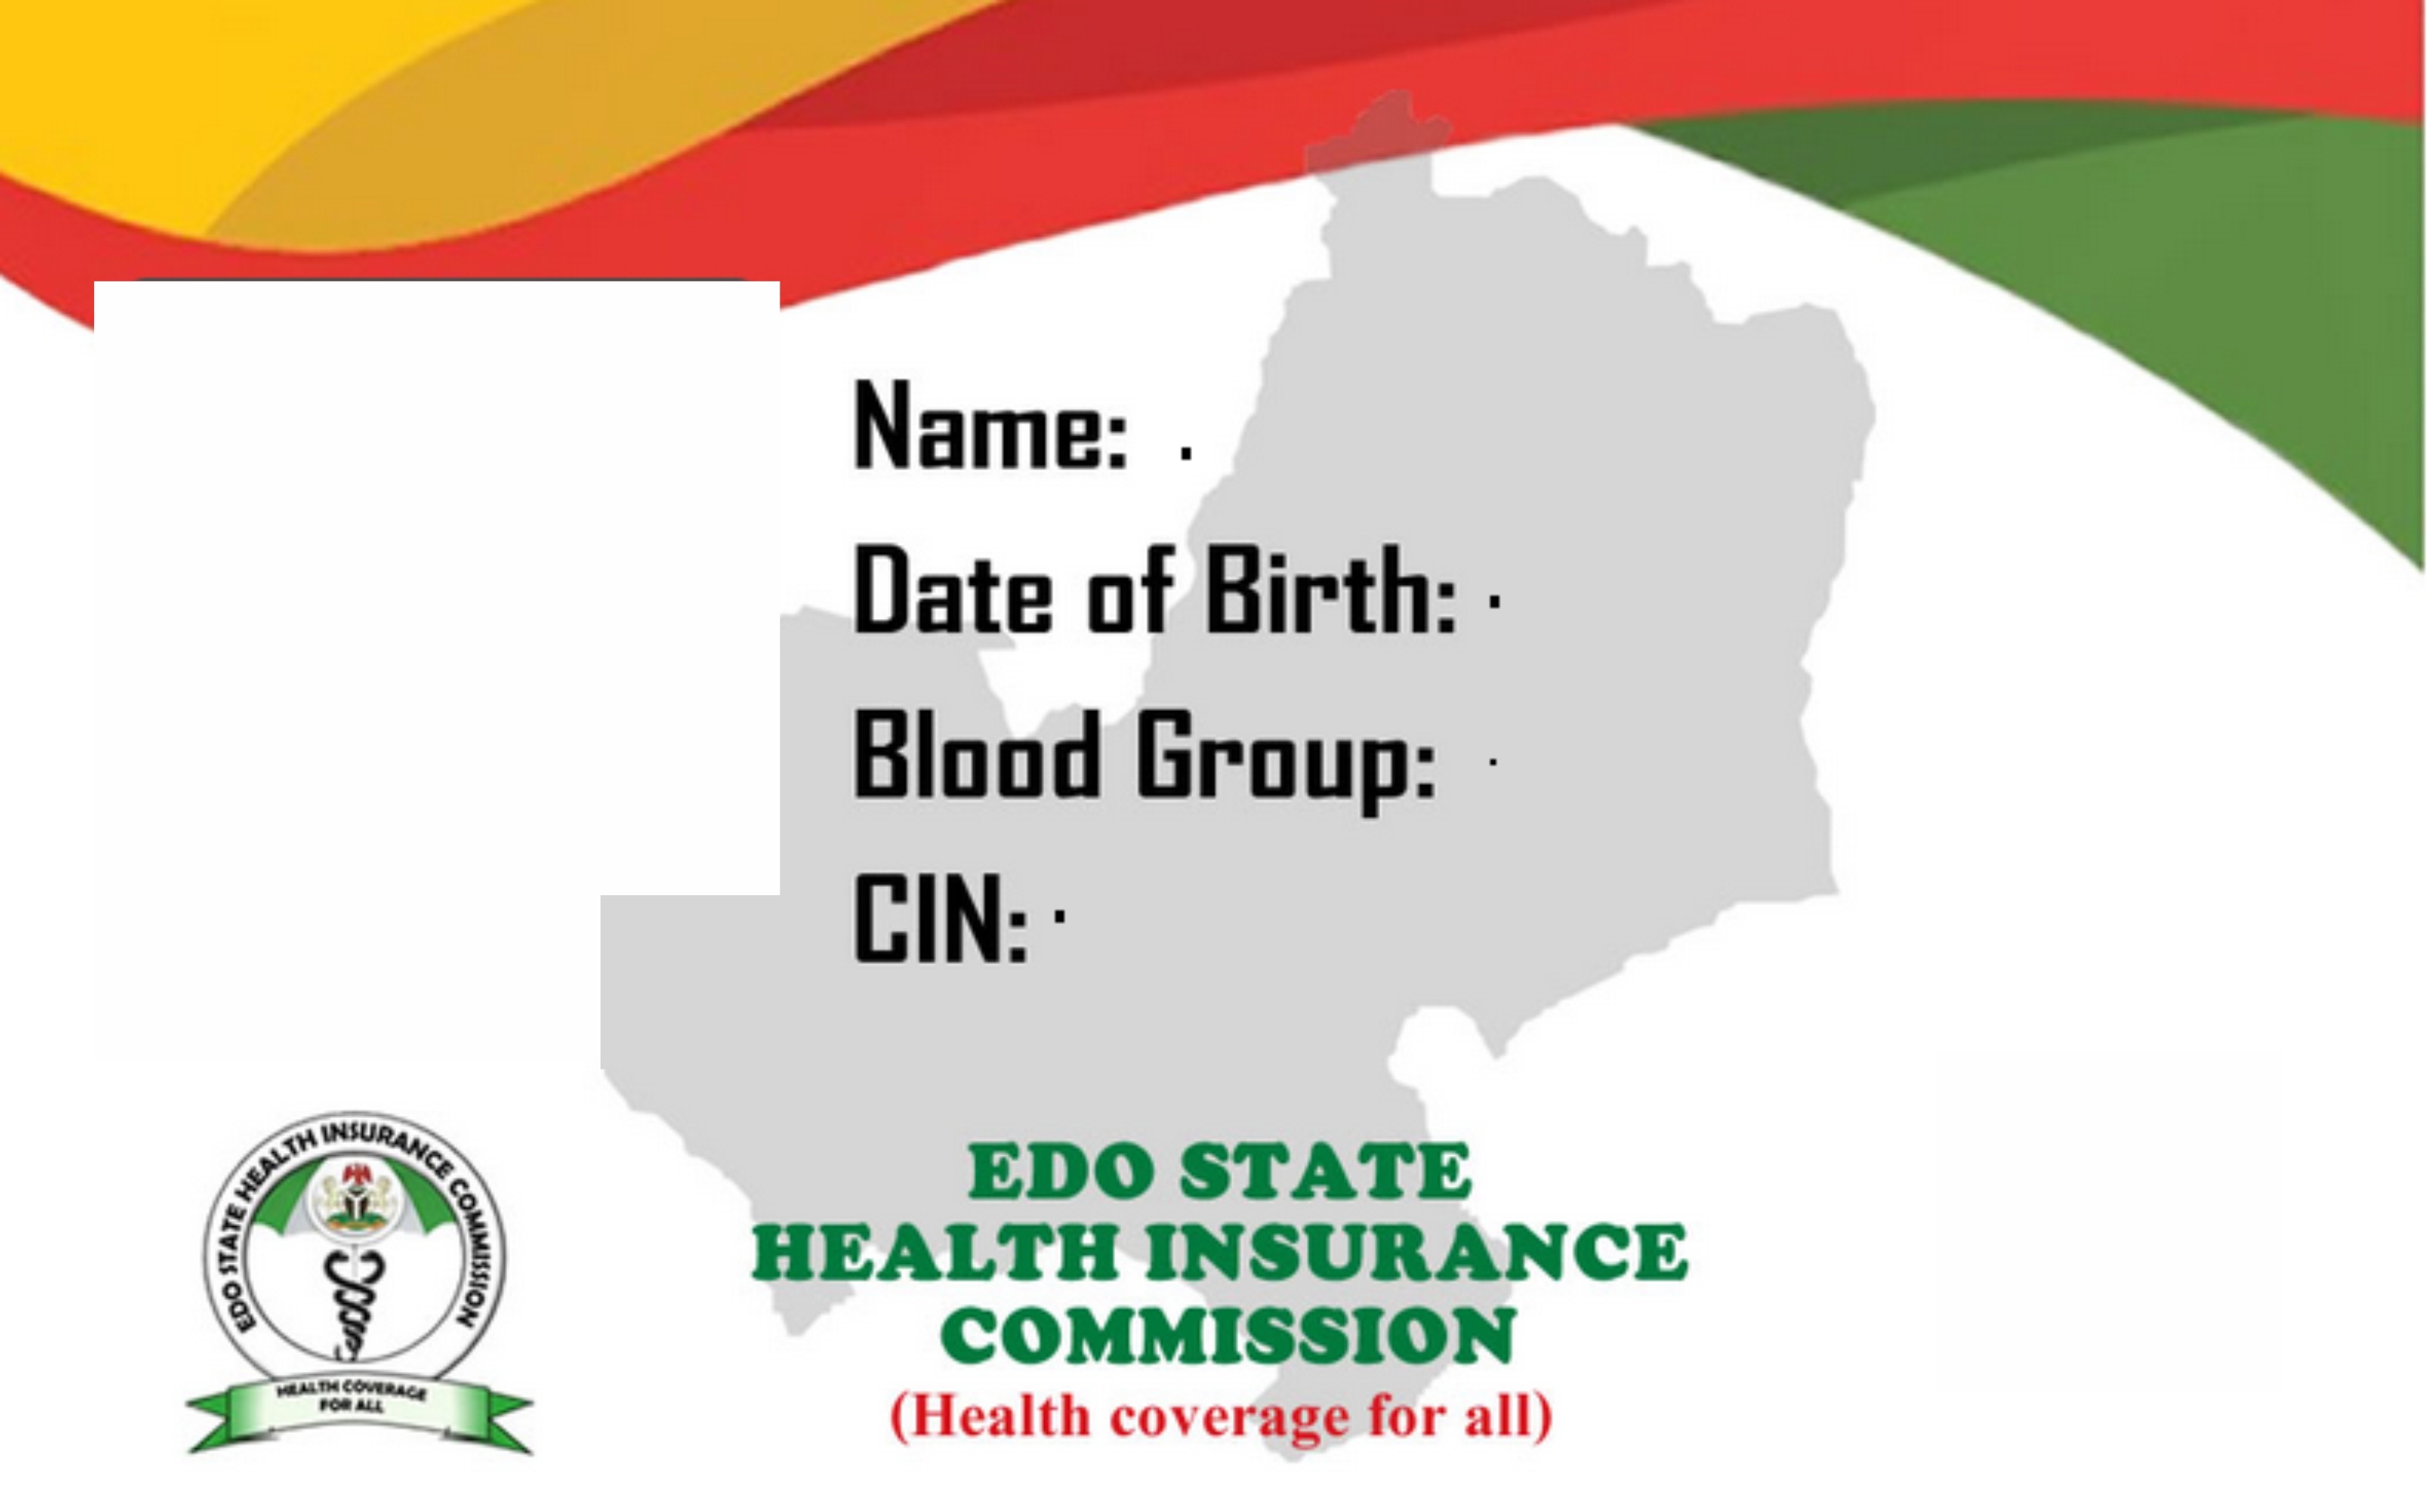 Name: .
Date of Birth: .
Blood Group: .
CIN: .
EDO STATE HEALTH INSURANCE COMMISSION
HEALTH COVERAGE
FOR ALL
EDO STATE
HEALTH INSURANCE
COMMISSION
(Health coverage for all)